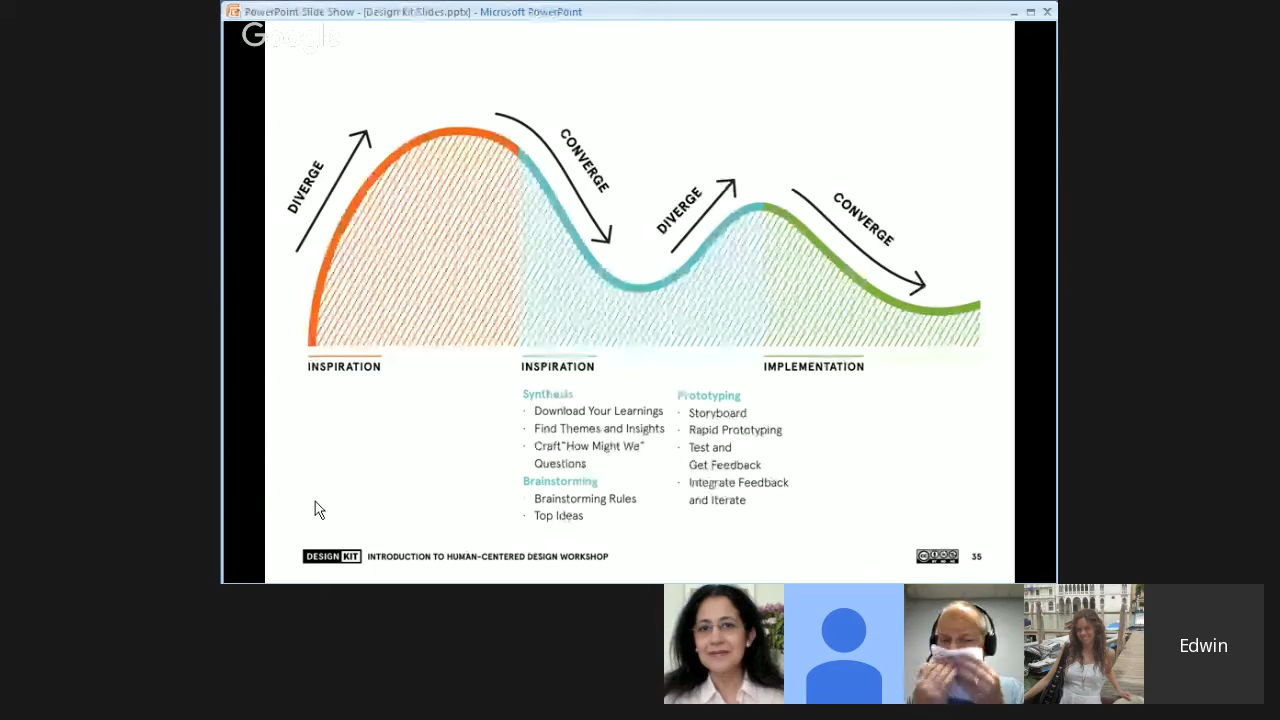 PowerPoint Slide Show - [Design Kit Slides.pptx] - Microsoft PowerPoint
Google
DIVERGE
CONVERGE
DIVERGE
CONVERGE
INSPIRATION
INSPIRATION
IMPLEMENTATION
Synthesis
· Download Your Learnings
· Find Themes and Insights
· Craft"How Might We"
Questions
Brainstorming
· Brainstorming Rules
· Top Ideas
Prototyping
· Storyboard
· Rapid Prototyping
· Test and
Get Feedback
· Integrate Feedback
and Iterate
DESIGN KIT INTRODUCTION TO HUMAN-CENTERED DESIGN WORKSHOP
35
Edwin